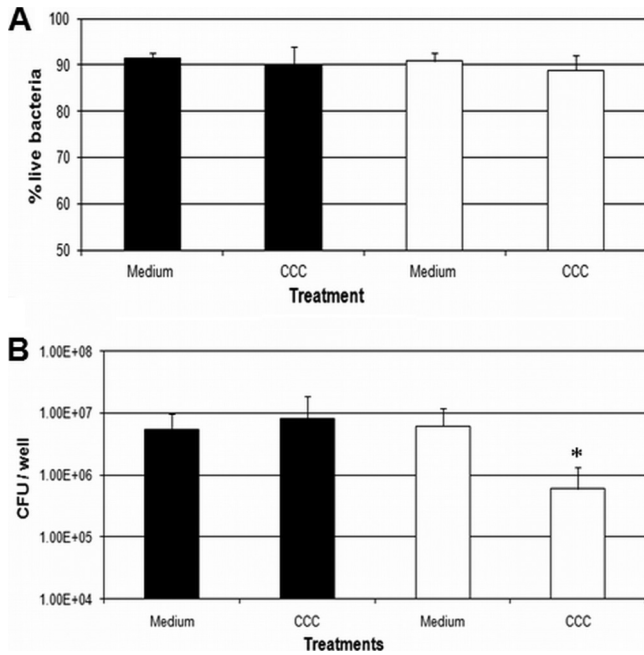 A
% live bacteria
100
90
80
70
60
50
Medium
CCC
Medium
CCC
Treatment
B
CFU / well
1.00E+08
1.00E+07
1.00E+06
1.00E+05
1.00E+04
*
Medium
CCC
Medium
CCC
Treatments